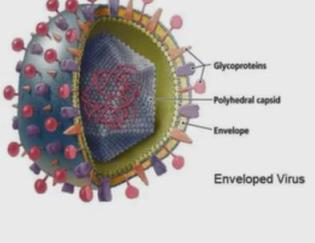 Glycoproteins
Polyhedral capsid
Envelope
Enveloped Virus